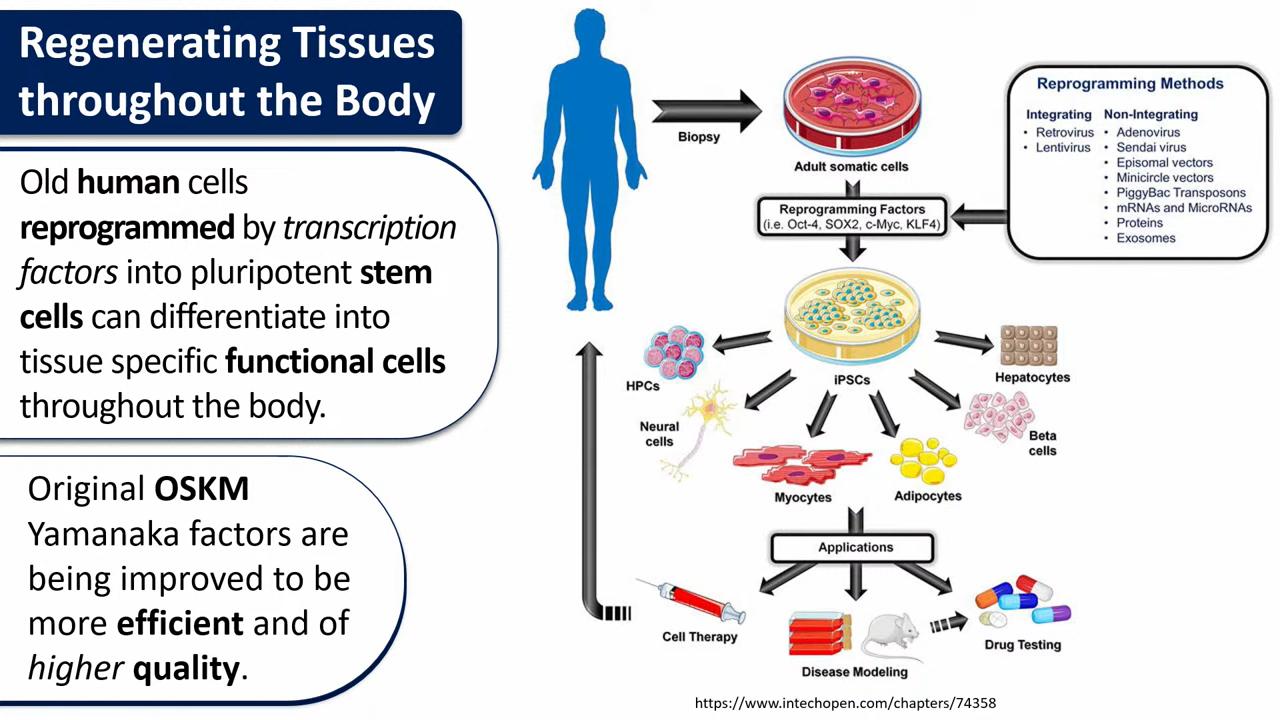 Regenerating Tissues
throughout the Body
Old human cells
reprogrammed by transcription
factors into pluripotent stem
cells can differentiate into
tissue specific functional cells
throughout the body.
Original OSKM
Yamanaka factors are
being improved to be
more efficient and of
higher quality.
Biopsy
Adult somatic cells
Reprogramming Factors
(i.e. Oct-4, SOX2, c-Myc, KLF4)
Reprogramming Methods
Integrating
• Retrovirus
• Lentivirus
Non-Integrating
• Adenovirus
• Sendai virus
• Episomal vectors
• Minicircle vectors
• PiggyBac Transposons
• mRNAs and MicroRNAs
• Proteins
• Exosomes
iPSCs
HPCs
Neural
cells
Myocytes
Adipocytes
Beta
cells
Hepatocytes
Applications
Cell Therapy
Disease Modeling
Drug Testing
https://www.intechopen.com/chapters/74358